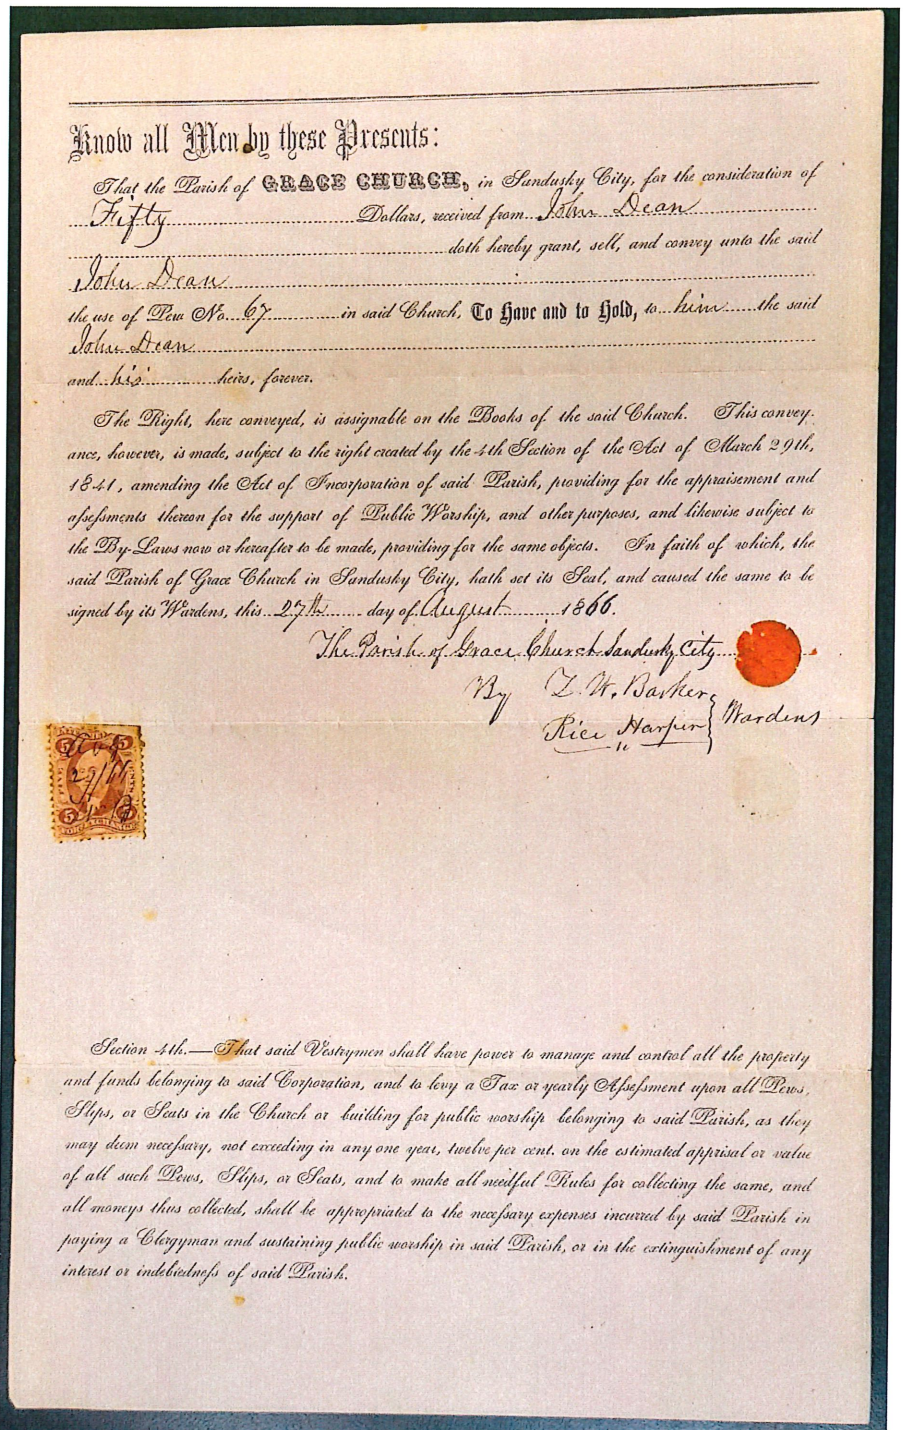 Know all Men by these Presents:
That the Parish of GRACE CHURCH, in Sandusky City, for the consideration of
Fifty Dollars, received from John Dean
doth hereby grant, sell, and convey unto the said
John Dean
the use of Pew No. 67 in said Church, To Have and to Hold, to him the said
John Dean
and his heirs, forever.
The Right, here conveyed, is assignable on the Books of the said Church. This convey-
ance, however, is made, subject to the right created by the 4th Section of the Act of March 29th,
1841, amending the Act of Incorporation of said Parish, providing for the appraisement and
assessments thereon for the support of Public Worship, and other purposes, and likewise subject to
the By-Laws now or hereafter to be made, providing for the same objects. In faith of which, the
said Parish of Grace Church in Sandusky City, hath set its Seal, and caused the same to be
signed by its Wardens, this 27th day of August 1866.
The Parish of Grace Church Sandusky City
By Z. W. Barker
Rice Harper } Wardens
5 5
FIVE CENTS
Aug
29/66
5 5
Section 4th.—That said Vestrymen shall have power to manage and control all the property
and funds belonging to said Corporation, and to levy a Tax or yearly Assessment upon all Pews,
Slips, or Seats in the Church or building for public worship belonging to said Parish, as they
may deem necessary, not exceeding in any one year, twelve per cent. on the estimated apprisal or value
of all such Pews, Slips, or Seats, and to make all needful Rules for collecting the same, and
all moneys thus collected, shall be appropriated to the necessary expenses incurred by said Parish in
paying a Clergyman and sustaining public worship in said Parish, or in the extinguishment of any
interest or indebtedness of said Parish.